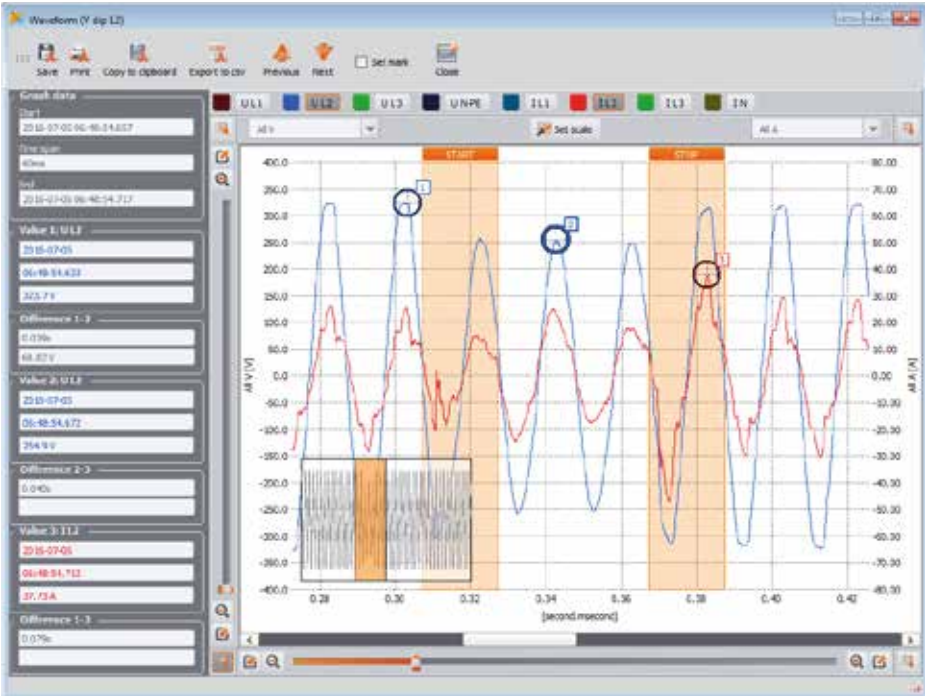 Waveform (V dip L2)
Save Print Copy to clipboard Export to csv Previous Next Set mark Close
Graph data
Start
2016-07-05 06:48:54.657
Time span
60ms
End
2016-07-05 06:48:54.717
Value 1: UL2
2016-07-05
06:48:54.633
323.7 V
Difference 1-2
0.039s
68.82 V
Value 2: UL2
2016-07-05
06:48:54.672
254.9 V
Difference 2-3
0.040s
Value 3: IL2
2016-07-05
06:48:54.712
37.73 A
Difference 1-3
0.079s
UL1 UL2 UL3 UN-PE IL1 IL2 IL3 IN
All V Set scale All A
START STOP
400.0 80.00
350.0 70.00
300.0 60.00
250.0 50.00
200.0 40.00
150.0 30.00
100.0 20.00
50.0 10.00
0.0 0.00
-50.0 -10.00
-100.0 -20.00
-150.0 -30.00
-200.0 -40.00
-250.0 -50.00
-300.0 -60.00
-350.0 -70.00
-400.0 -80.00
All V [V]
All A [A]
1
2
3
0.28 0.30 0.32 0.34 0.36 0.38 0.40 0.42
[second.msecond]